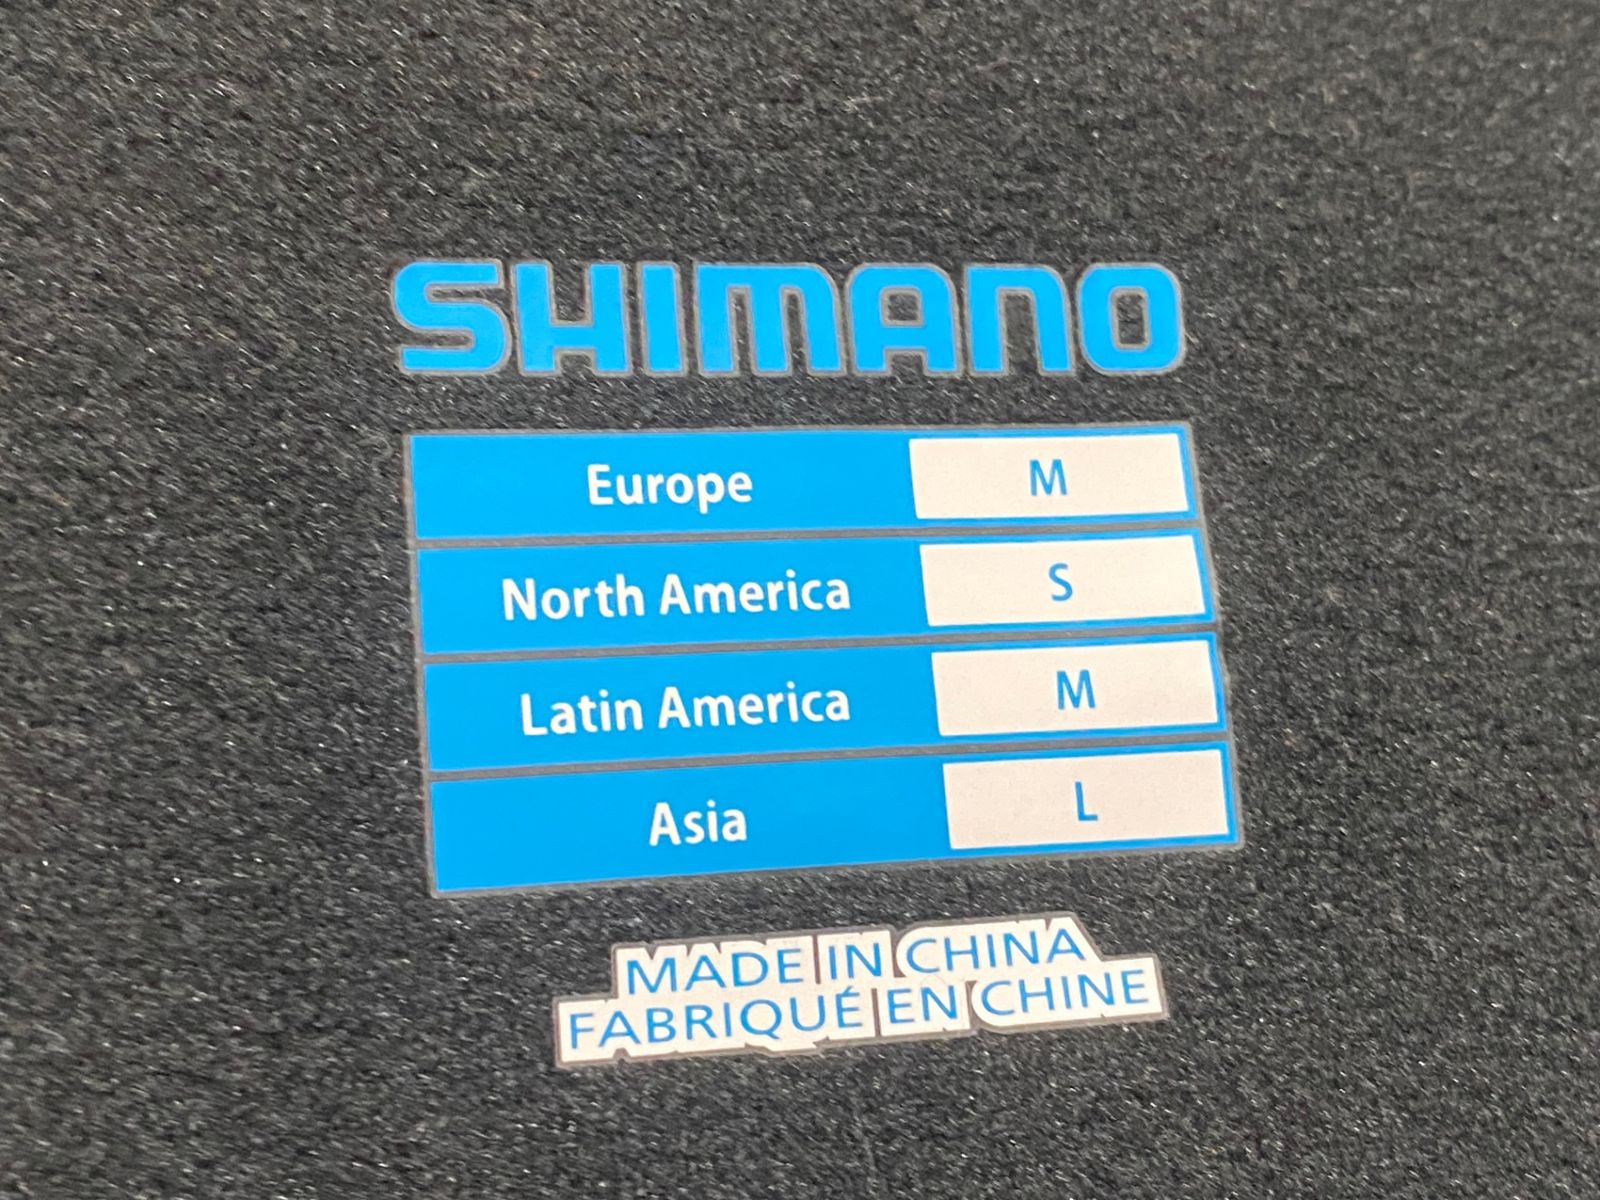 SHIMANO
Europe M
North America S
Latin America M
Asia L
MADE IN CHINA
FABRIQUÉ EN CHINE